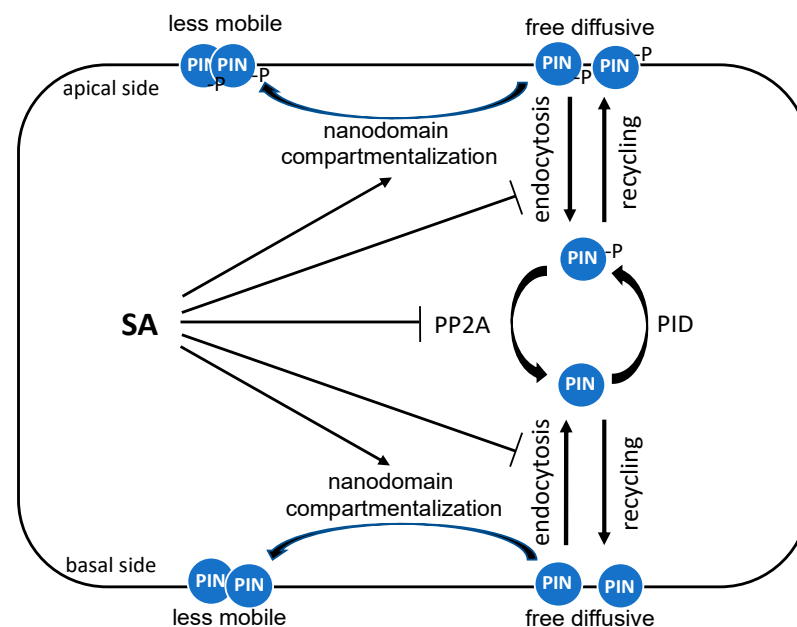 less mobile
free diffusive
PIN
PIN
-P
-P
PIN
-P
PIN
-P
apical side
nanodomain
compartmentalization
endocytosis
recycling
PIN
-P
SA
PP2A
PID
PIN
endocytosis
recycling
nanodomain
compartmentalization
basal side
PIN
PIN
PIN
PIN
less mobile
free diffusive